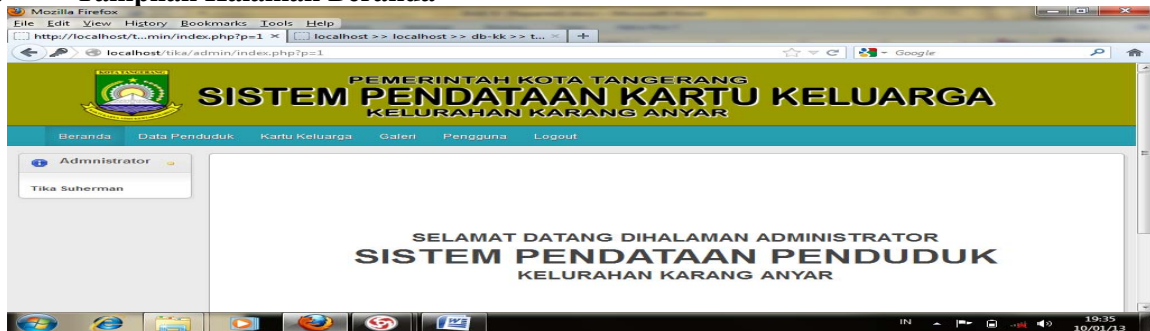 Mozilla Firefox
File Edit View History Bookmarks Tools Help
http://localhost/t...min/index.php?p=1 × localhost >> localhost >> db-kk >> t... × +
localhost/tika/admin/index.php?p=1 Google
KOTA TANGERANG
PEMERINTAH KOTA TANGERANG
SISTEM PENDATAAN KARTU KELUARGA
KELURAHAN KARANG ANYAR
Beranda Data Penduduk Kartu Keluarga Galeri Pengguna Logout
Admnistrator
Tika Suherman
SELAMAT DATANG DIHALAMAN ADMINISTRATOR
SISTEM PENDATAAN PENDUDUK
KELURAHAN KARANG ANYAR
IN 19:35
10/01/13